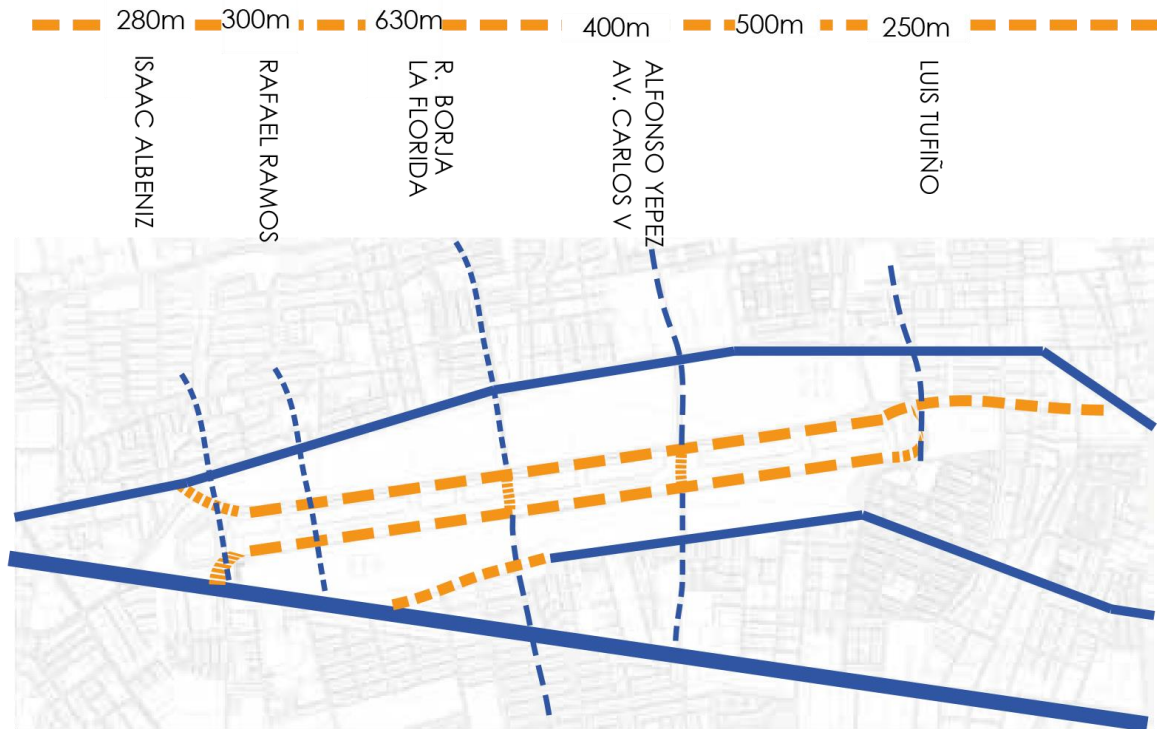 280m
300m
630m
400m
500m
250m
ISAAC ALBENIZ
RAFAEL RAMOS
R. BORJA
LA FLORIDA
ALFONSO YEPEZ
AV. CARLOS V
LUIS TUFIÑO